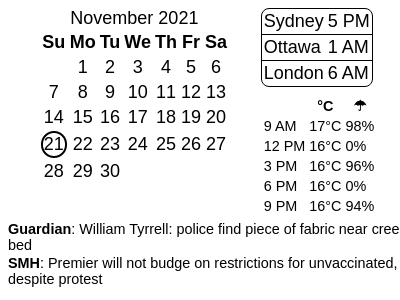 November 2021
Su Mo Tu We Th Fr Sa
1 2 3 4 5 6
7 8 9 10 11 12 13
14 15 16 17 18 19 20
21 22 23 24 25 26 27
28 29 30
Sydney 5 PM
Ottawa 1 AM
London 6 AM
°C ☂
9 AM 17°C 98%
12 PM 16°C 0%
3 PM 16°C 96%
6 PM 16°C 0%
9 PM 16°C 94%
Guardian: William Tyrrell: police find piece of fabric near creek
bed
SMH: Premier will not budge on restrictions for unvaccinated,
despite protest